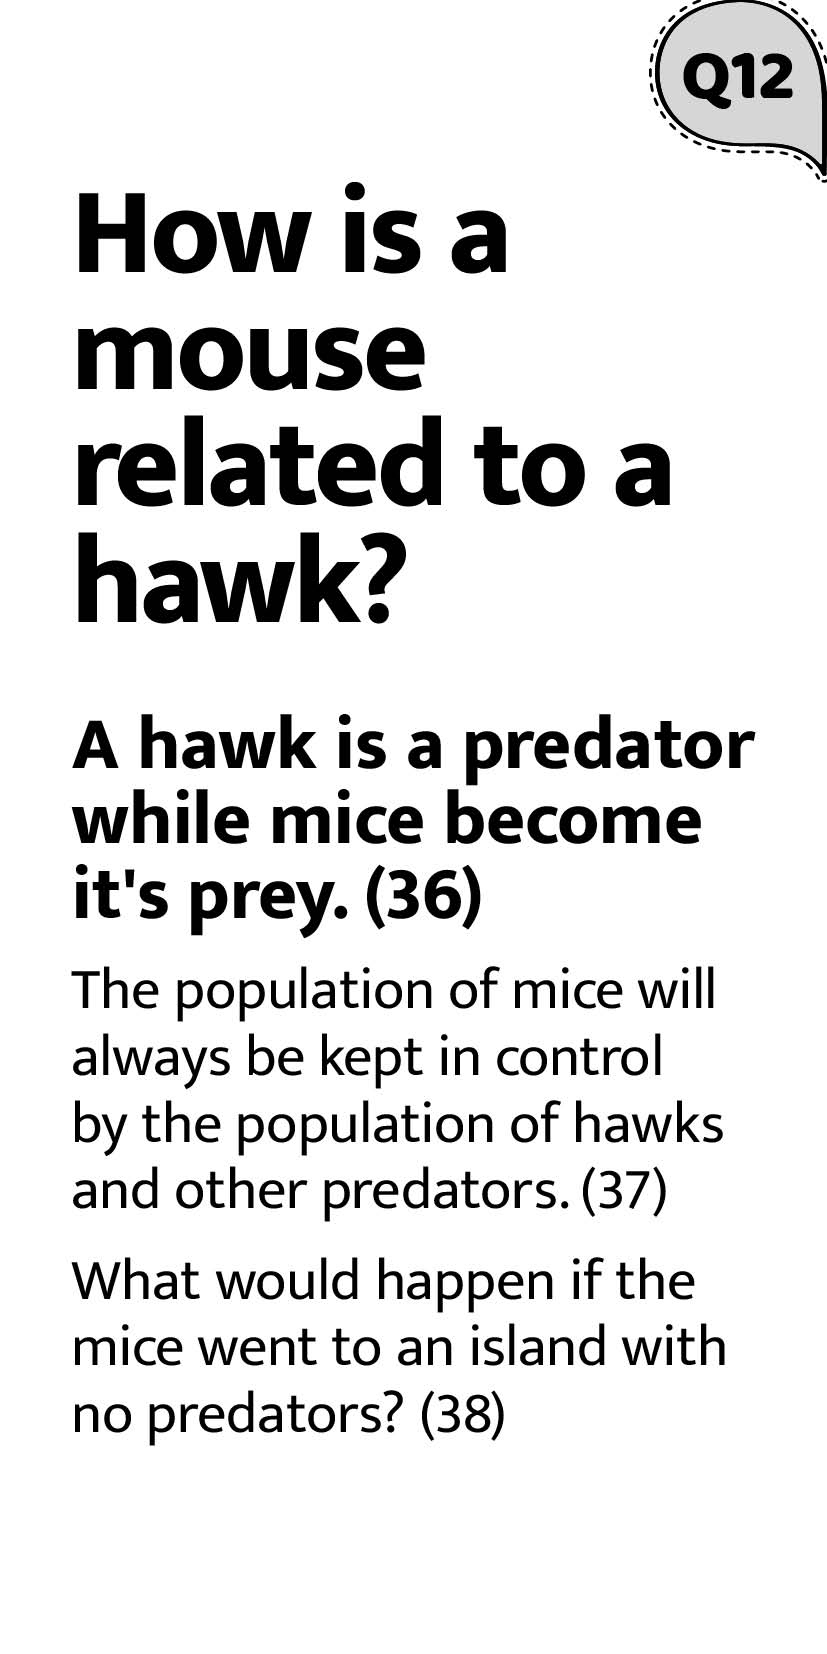 Q12
How is a
mouse
related to a
hawk?
A hawk is a predator
while mice become
it's prey. (36)
The population of mice will
always be kept in control
by the population of hawks
and other predators. (37)
What would happen if the
mice went to an island with
no predators? (38)